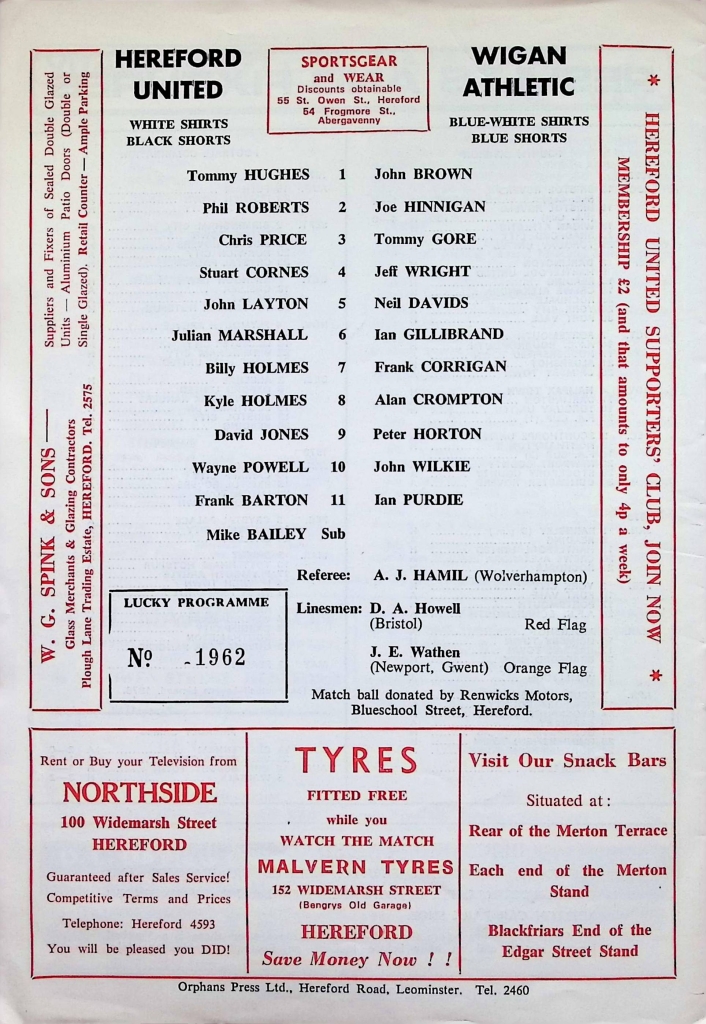 HEREFORD
UNITED
WHITE SHIRTS
BLACK SHORTS
SPORTSGEAR
and WEAR
Discounts obtainable
55 St. Owen St., Hereford
54 Frogmore St.,
Abergavenny
WIGAN
ATHLETIC
BLUE-WHITE SHIRTS
BLUE SHORTS
Tommy HUGHES 1 John BROWN
Phil ROBERTS 2 Joe HINNIGAN
Chris PRICE 3 Tommy GORE
Stuart CORNES 4 Jeff WRIGHT
John LAYTON 5 Neil DAVIDS
Julian MARSHALL 6 Ian GILLIBRAND
Billy HOLMES 7 Frank CORRIGAN
Kyle HOLMES 8 Alan CROMPTON
David JONES 9 Peter HORTON
Wayne POWELL 10 John WILKIE
Frank BARTON 11 Ian PURDIE
Mike BAILEY Sub
Referee: A. J. HAMIL (Wolverhampton)
Linesmen: D. A. Howell
(Bristol) Red Flag
J. E. Wathen
(Newport, Gwent) Orange Flag
Match ball donated by Renwicks Motors,
Blueschool Street, Hereford.
LUCKY PROGRAMME
No 1962
W. G. SPINK & SONS —
Glass Merchants & Glazing Contractors
Plough Lane Trading Estate, HEREFORD. Tel. 2575
Suppliers and Fixers of Sealed Double Glazed
Units — Aluminium Patio Doors (Double or
Single Glazed). Retail Counter — Ample Parking
* HEREFORD UNITED SUPPORTERS' CLUB, JOIN NOW *
MEMBERSHIP £2 (and that amounts to only 4p a week)
Rent or Buy your Television from
NORTHSIDE
100 Widemarsh Street
HEREFORD
Guaranteed after Sales Service!
Competitive Terms and Prices
Telephone: Hereford 4593
You will be pleased you DID!
TYRES
FITTED FREE
while you
WATCH THE MATCH
MALVERN TYRES
152 WIDEMARSH STREET
(Bengrys Old Garage)
HEREFORD
Save Money Now ! !
Visit Our Snack Bars
Situated at :
Rear of the Merton Terrace
Each end of the Merton
Stand
Blackfriars End of the
Edgar Street Stand
Orphans Press Ltd., Hereford Road, Leominster. Tel. 2460